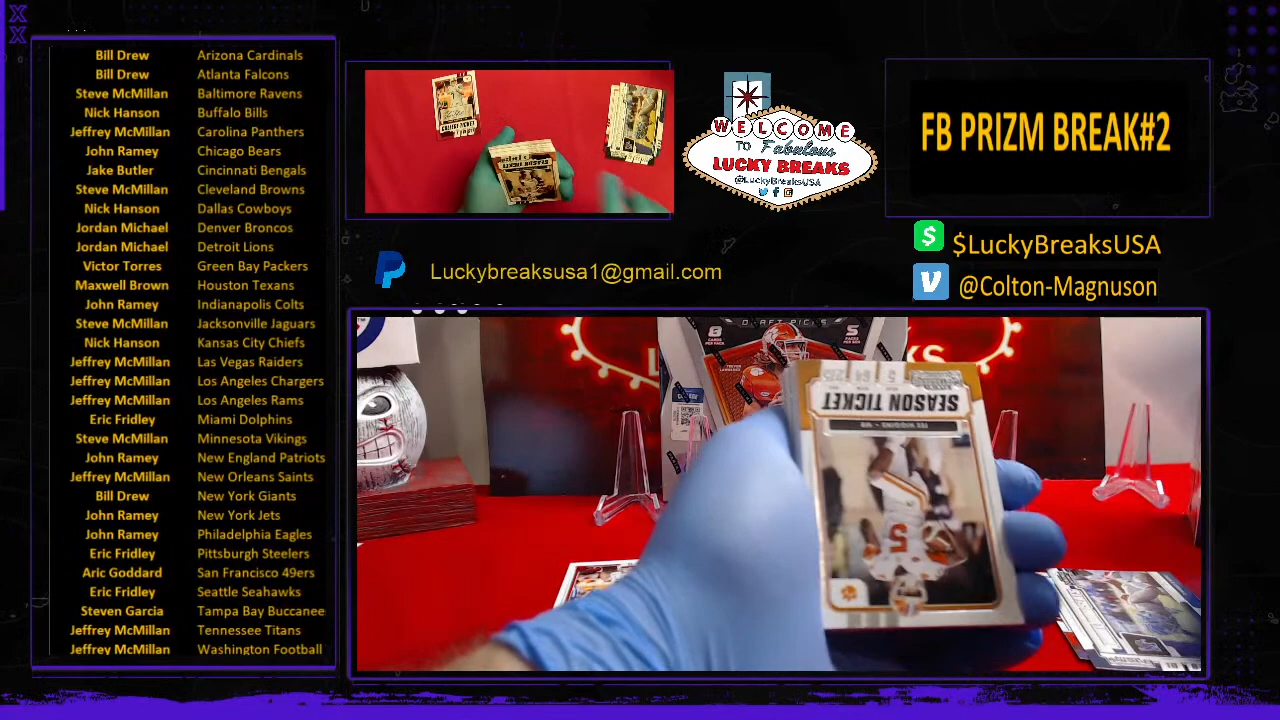 Bill Drew Arizona Cardinals
Bill Drew Atlanta Falcons
Steve McMillan Baltimore Ravens
Nick Hanson Buffalo Bills
Jeffrey McMillan Carolina Panthers
John Ramey Chicago Bears
Jake Butler Cincinnati Bengals
Steve McMillan Cleveland Browns
Nick Hanson Dallas Cowboys
Jordan Michael Denver Broncos
Jordan Michael Detroit Lions
Victor Torres Green Bay Packers
Maxwell Brown Houston Texans
John Ramey Indianapolis Colts
Steve McMillan Jacksonville Jaguars
Nick Hanson Kansas City Chiefs
Jeffrey McMillan Las Vegas Raiders
Jeffrey McMillan Los Angeles Chargers
Jeffrey McMillan Los Angeles Rams
Eric Fridley Miami Dolphins
Steve McMillan Minnesota Vikings
John Ramey New England Patriots
Jeffrey McMillan New Orleans Saints
Bill Drew New York Giants
John Ramey New York Jets
John Ramey Philadelphia Eagles
Eric Fridley Pittsburgh Steelers
Aric Goddard San Francisco 49ers
Eric Fridley Seattle Seahawks
Steven Garcia Tampa Bay Buccanee
Jeffrey McMillan Tennessee Titans
Jeffrey McMillan Washington Football
COLLEGE TICKET
WELCOME
TO Fabulous
LUCKY BREAKS
@LuckyBreaksUSA
FB PRIZM BREAK#2
$LuckyBreaksUSA
@Colton-Magnuson
Luckybreaksusa1@gmail.com
DRAFT PICKS
SEASON TICKET
TEE HIGGINS - WR
5